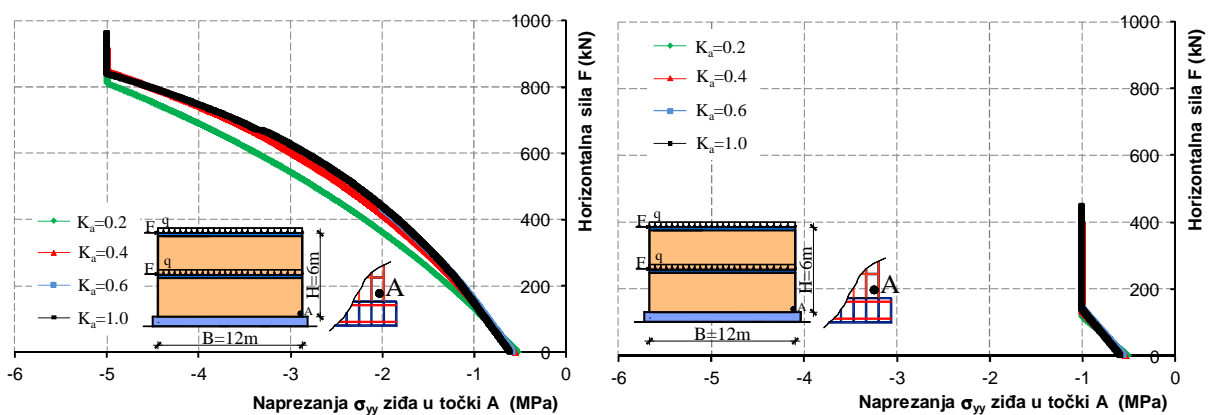 1000
800
600
400
200
0
-6
-5
-4
-3
-2
-1
0
Horizontalna sila F (kN)
Naprezanja σyy ziđa u točki A (MPa)
Ka=0.2
Ka=0.4
Ka=0.6
Ka=1.0
q
F
q
F
H=6m
A
B=12m
A
1000
800
600
400
200
0
-6
-5
-4
-3
-2
-1
0
Horizontalna sila F (kN)
Naprezanja σyy ziđa u točki A (MPa)
Ka=0.2
Ka=0.4
Ka=0.6
Ka=1.0
q
F
q
F
H=6m
A
B=12m
A